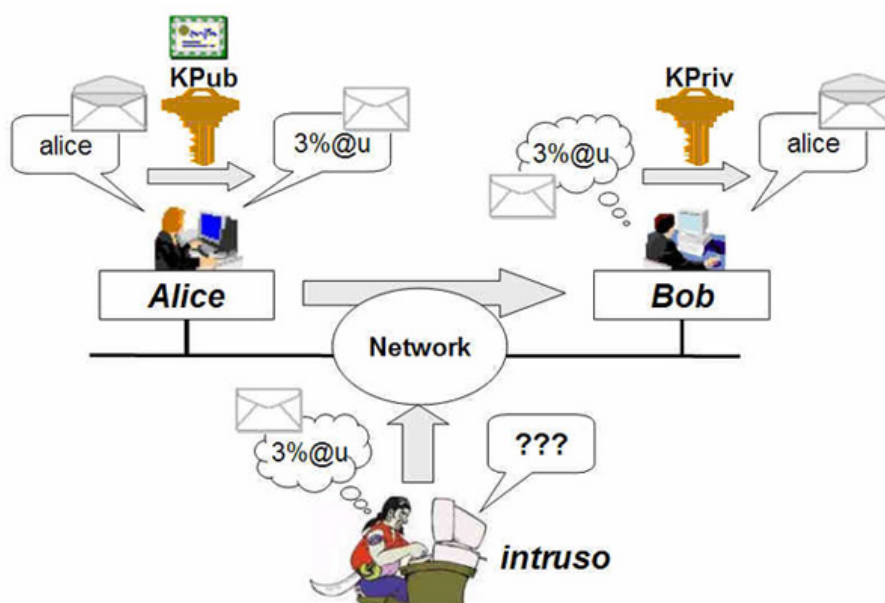 KPub
KPriv
alice
3%@u
3%@u
alice
Alice
Bob
Network
3%@u
???
intruso